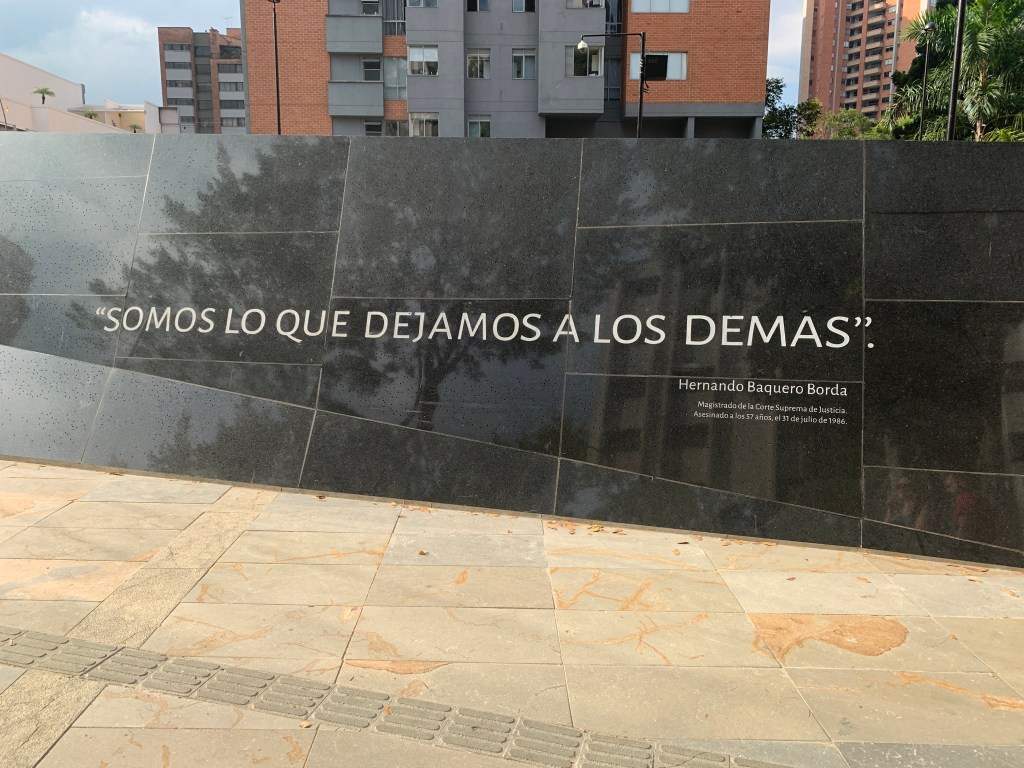 “SOMOS LO QUE DEJAMOS A LOS DEMÁS”.
Hernando Baquero Borda
Magistrado de la Corte Suprema de Justicia.
Asesinado a los 57 años, el 31 de julio de 1986.